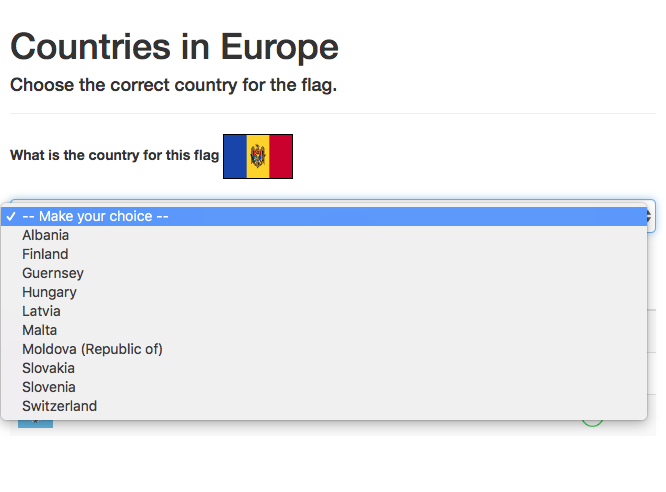 Countries in Europe
Choose the correct country for the flag.
What is the country for this flag
✓ -- Make your choice --
Albania
Finland
Guernsey
Hungary
Latvia
Malta
Moldova (Republic of)
Slovakia
Slovenia
Switzerland